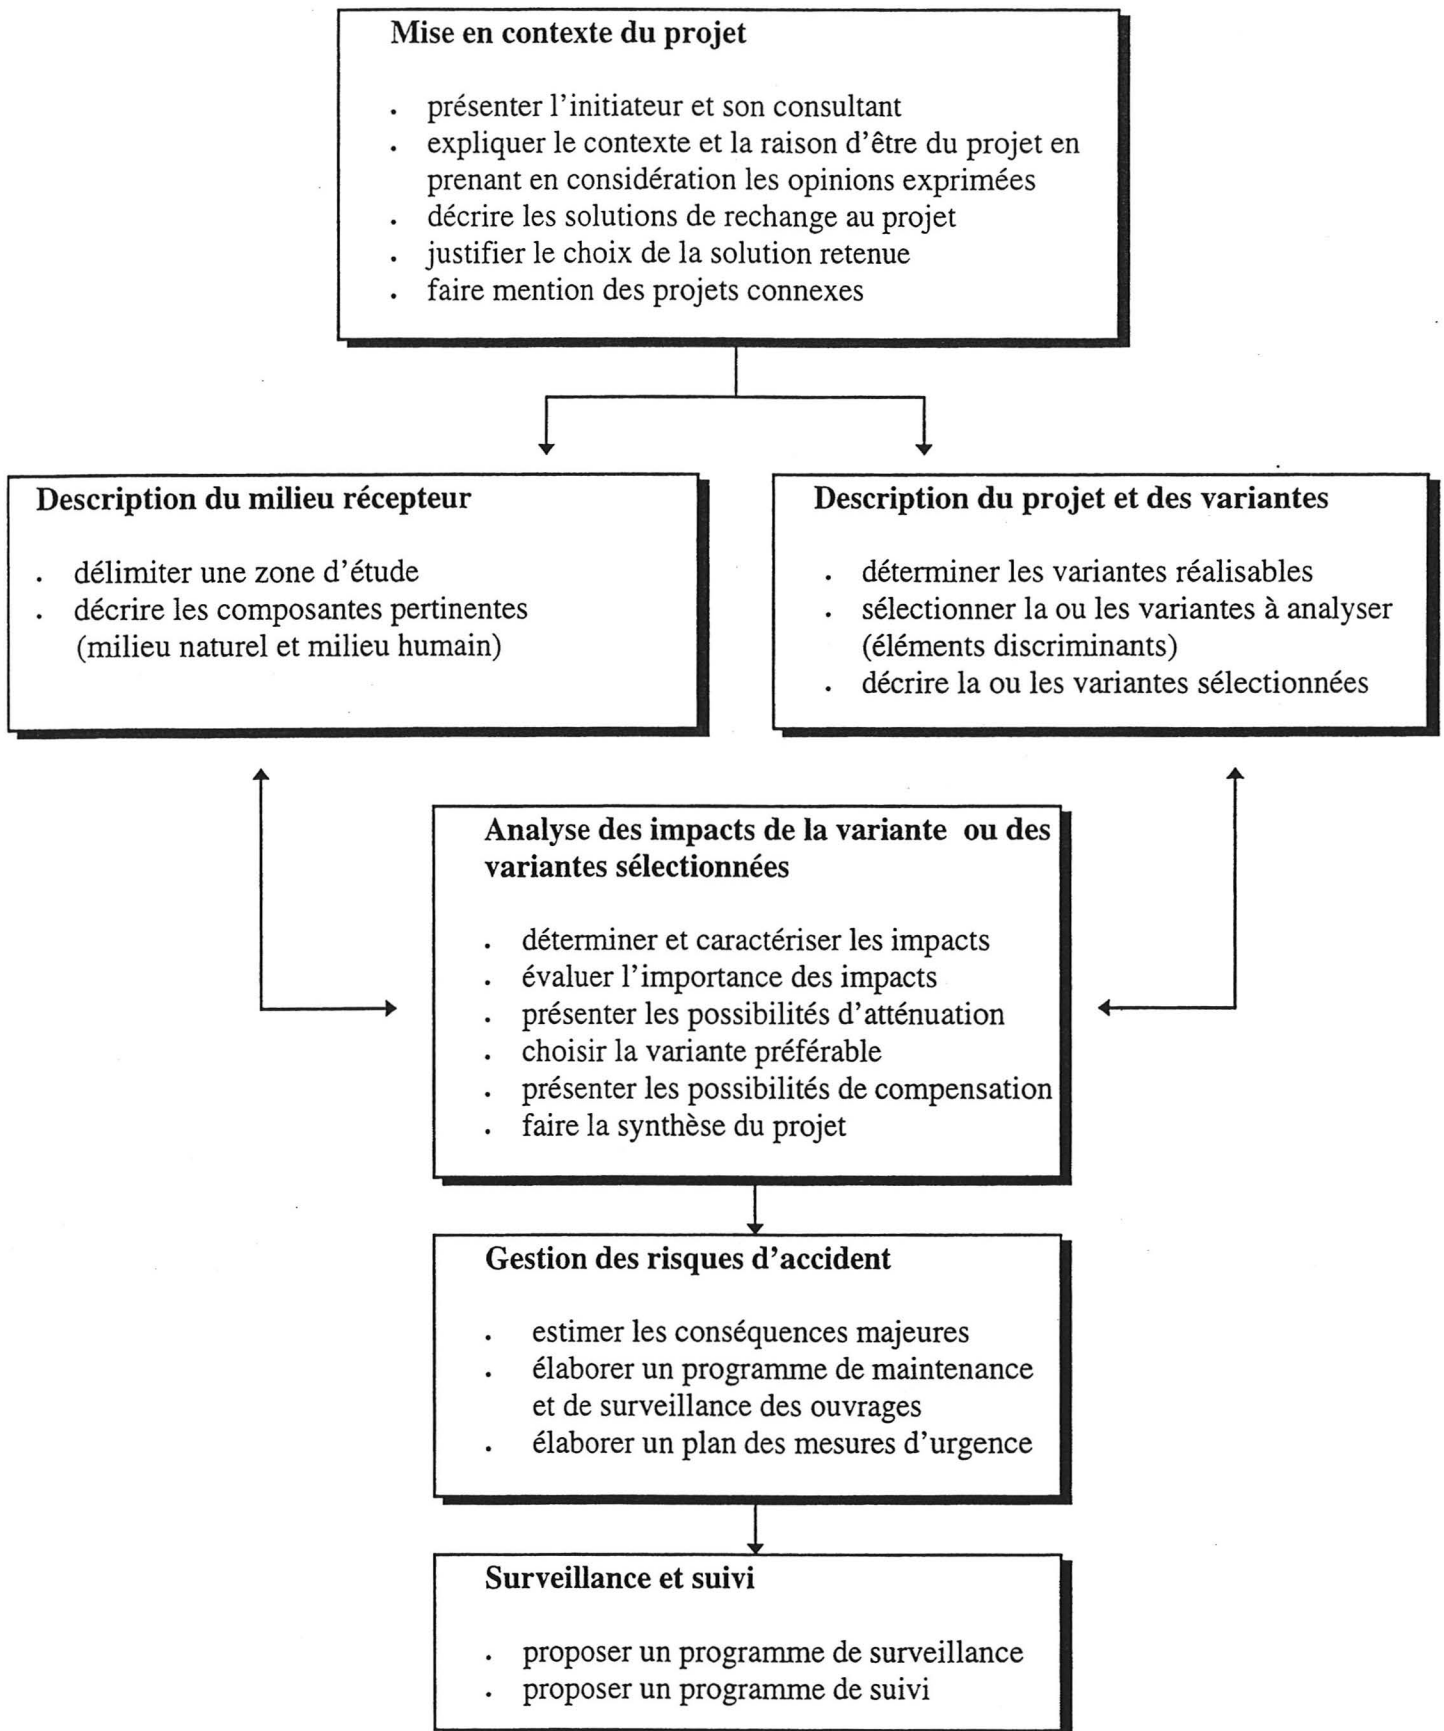 Mise en contexte du projet
. présenter l'initiateur et son consultant
. expliquer le contexte et la raison d'être du projet en
prenant en considération les opinions exprimées
. décrire les solutions de rechange au projet
. justifier le choix de la solution retenue
. faire mention des projets connexes
Description du milieu récepteur
. délimiter une zone d'étude
. décrire les composantes pertinentes
(milieu naturel et milieu humain)
Description du projet et des variantes
. déterminer les variantes réalisables
. sélectionner la ou les variantes à analyser
(éléments discriminants)
. décrire la ou les variantes sélectionnées
Analyse des impacts de la variante ou des
variantes sélectionnées
. déterminer et caractériser les impacts
. évaluer l'importance des impacts
. présenter les possibilités d'atténuation
. choisir la variante préférable
. présenter les possibilités de compensation
. faire la synthèse du projet
Gestion des risques d'accident
. estimer les conséquences majeures
. élaborer un programme de maintenance
et de surveillance des ouvrages
. élaborer un plan des mesures d'urgence
Surveillance et suivi
. proposer un programme de surveillance
. proposer un programme de suivi